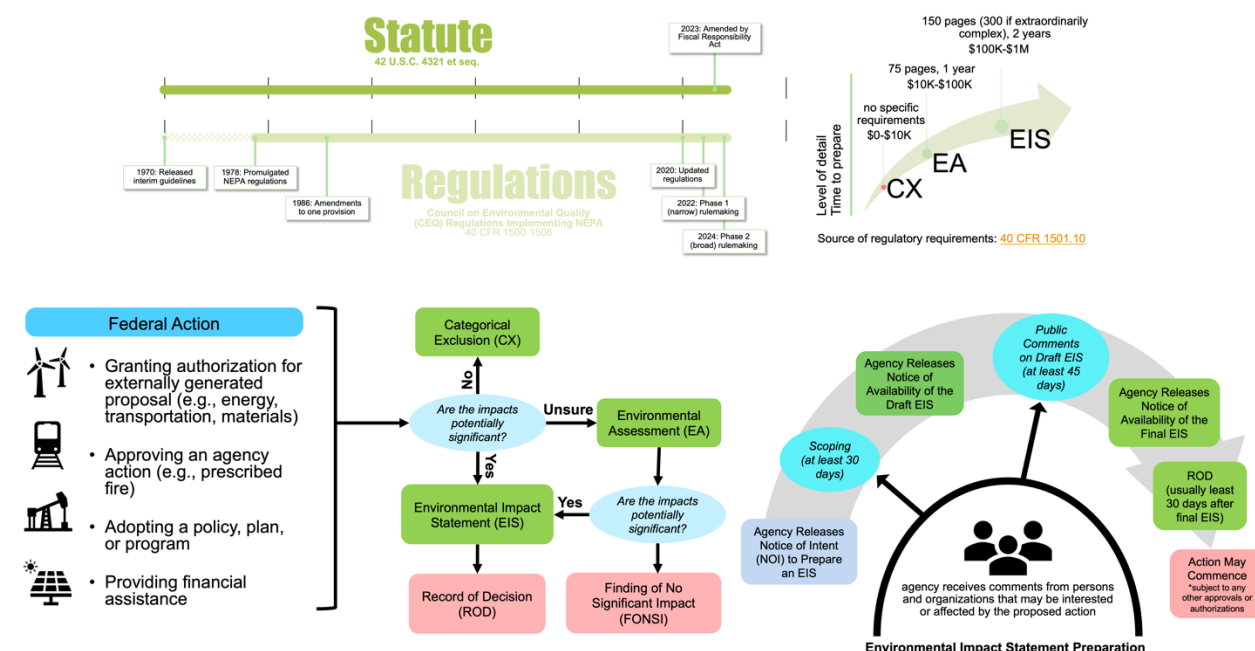 Statute
42 U.S.C. 4321 et seq.
2023: Amended by
Fiscal Responsibility
Act
1970: Released
interim guidelines
1978: Promulgated
NEPA regulations
1986: Amendments
to one provision
Regulations
Council on Environmental Quality
(CEQ) Regulations Implementing NEPA
40 CFR 1500-1508
2020: Updated
regulations
2022: Phase 1
(narrow) rulemaking
2024: Phase 2
(broad) rulemaking
150 pages (300 if extraordinarily
complex), 2 years
$100K-$1M
75 pages, 1 year
$10K-$100K
no specific
requirements
$0-$10K
Level of detail
Time to prepare
CX
EA
EIS
Source of regulatory requirements: 40 CFR 1501.10
Federal Action
• Granting authorization for
externally generated
proposal (e.g., energy,
transportation, materials)
• Approving an agency
action (e.g., prescribed
fire)
• Adopting a policy, plan,
or program
• Providing financial
assistance
Categorical
Exclusion (CX)
No
Are the impacts
potentially
significant?
Unsure
Environmental
Assessment (EA)
Yes
Environmental Impact
Statement (EIS)
Yes
Are the impacts
potentially
significant?
Record of Decision
(ROD)
Finding of No
Significant Impact
(FONSI)
Agency Releases
Notice of Intent
(NOI) to Prepare
an EIS
Scoping
(at least 30
days)
Agency Releases
Notice of
Availability of the
Draft EIS
Public
Comments
on Draft EIS
(at least 45
days)
Agency Releases
Notice of
Availability of the
Final EIS
ROD
(usually least
30 days after
final EIS)
Action May
Commence
*subject to any
other approvals or
authorizations
agency receives comments from persons
and organizations that may be interested
or affected by the proposed action
Environmental Impact Statement Preparation